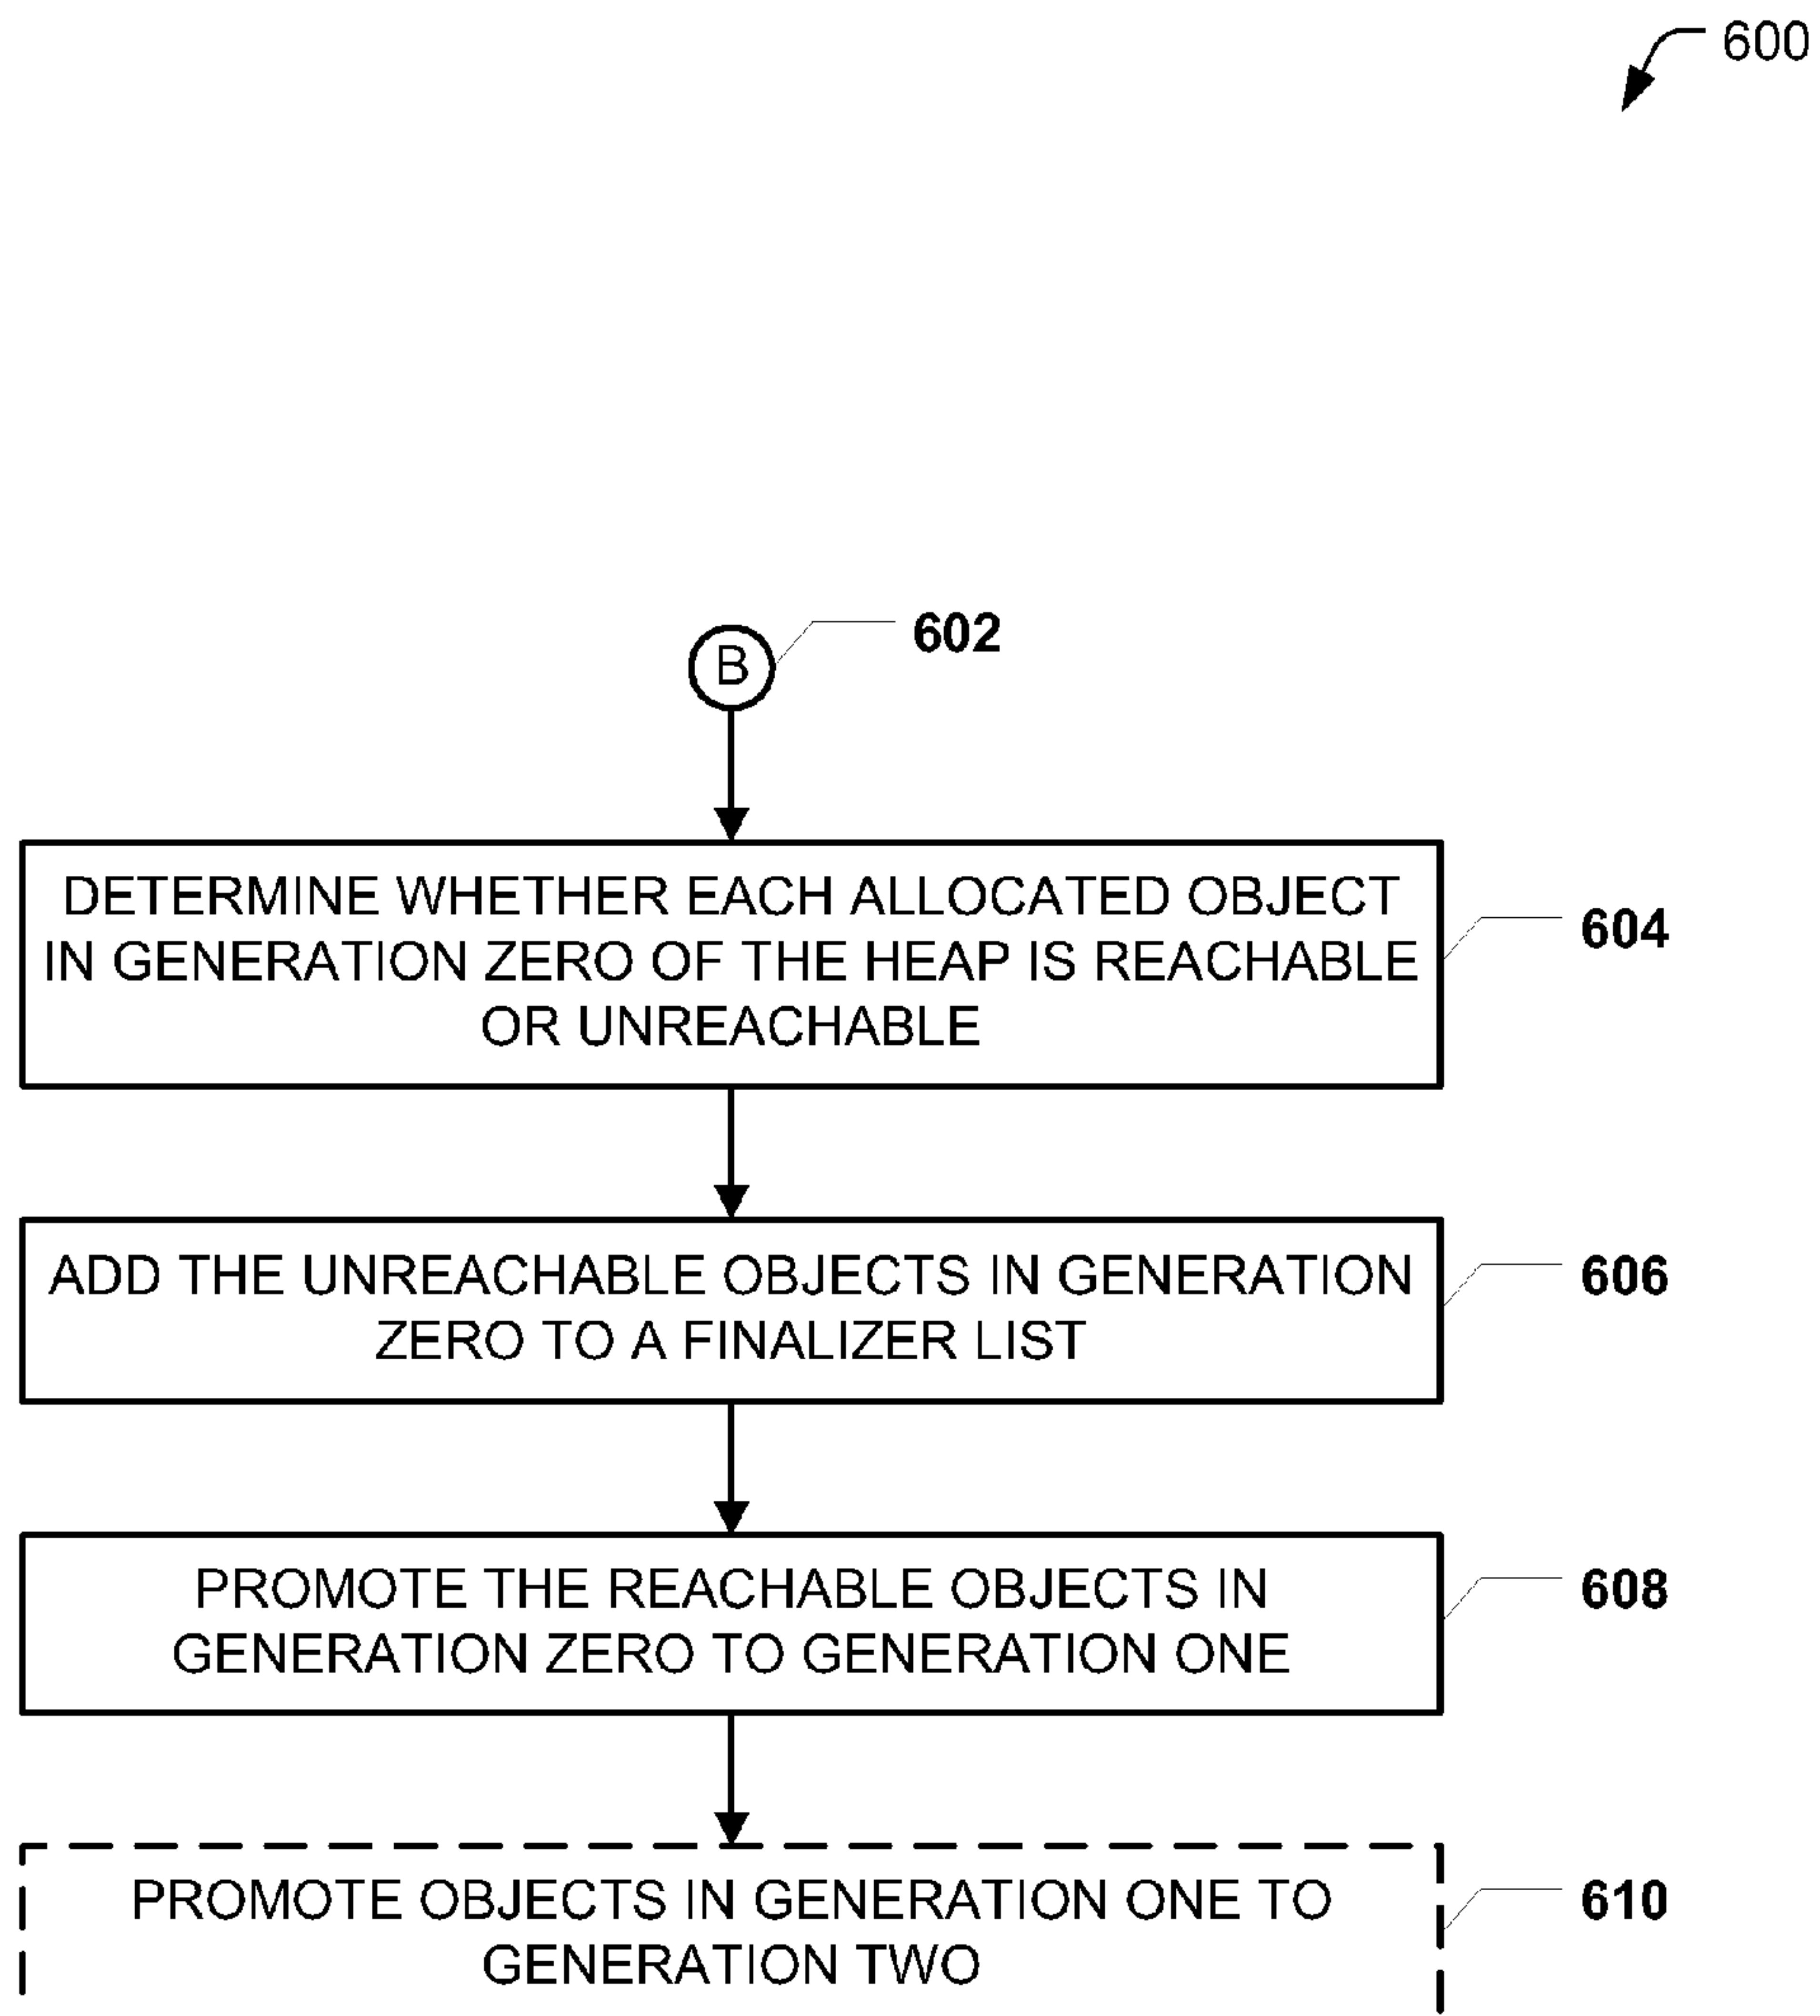 600
B
602
DETERMINE WHETHER EACH ALLOCATED OBJECT
IN GENERATION ZERO OF THE HEAP IS REACHABLE
OR UNREACHABLE
604
ADD THE UNREACHABLE OBJECTS IN GENERATION
ZERO TO A FINALIZER LIST
606
PROMOTE THE REACHABLE OBJECTS IN
GENERATION ZERO TO GENERATION ONE
608
PROMOTE OBJECTS IN GENERATION ONE TO
GENERATION TWO
610